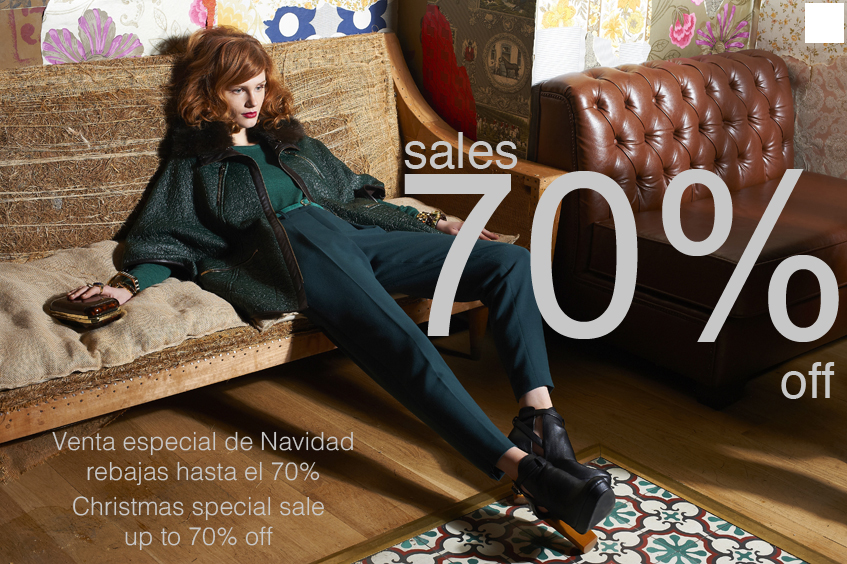 sales
70%
off
Venta especial de Navidad
rebajas hasta el 70%
Christmas special sale
up to 70% off